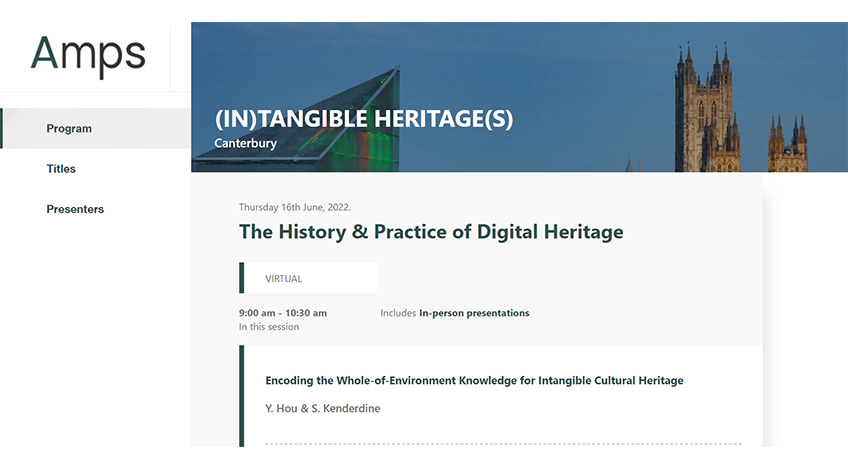 Amps
Program
Titles
Presenters
(IN)TANGIBLE HERITAGE(S)
Canterbury
Thursday 16th June, 2022.
The History & Practice of Digital Heritage
VIRTUAL
9:00 am - 10:30 am
Includes In-person presentations
In this session
Encoding the Whole-of-Environment Knowledge for Intangible Cultural Heritage
Y. Hou & S. Kenderdine